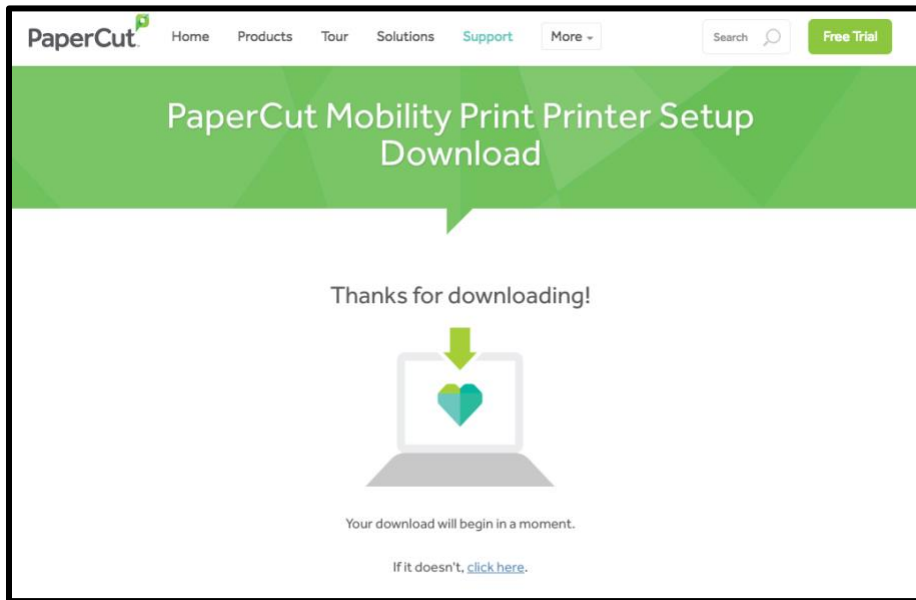 PaperCut Home Products Tour Solutions Support More Search Free Trial
PaperCut Mobility Print Printer Setup
Download
Thanks for downloading!
Your download will begin in a moment.
If it doesn't, click here.